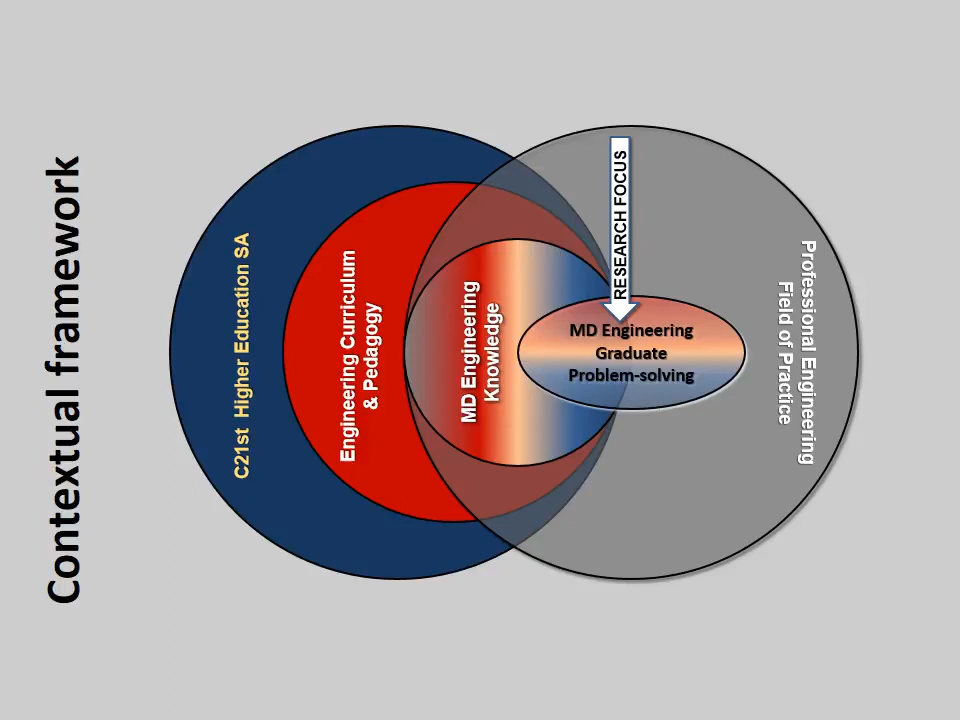 Contextual framework
C21st Higher Education SA
Engineering Curriculum
& Pedagogy
MD Engineering
Knowledge
RESEARCH FOCUS
MD Engineering
Graduate
Problem-solving
Professional Engineering
Field of Practice